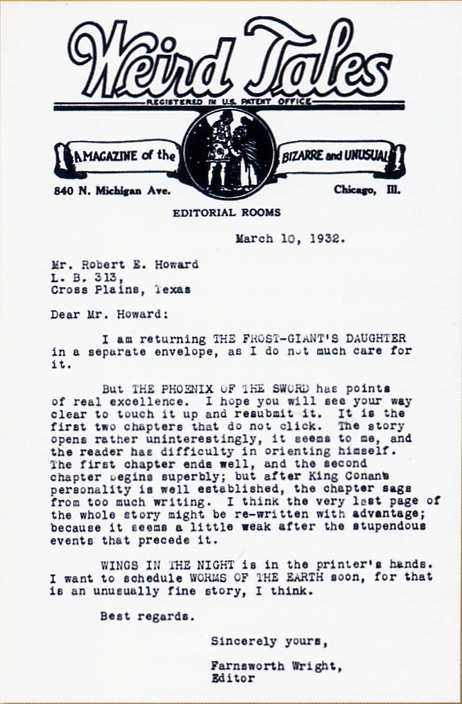 Weird Tales
REGISTERED IN U.S. PATENT OFFICE
A MAGAZINE of the BIZARRE and UNUSUAL
840 N. Michigan Ave. Chicago, Ill.
EDITORIAL ROOMS
March 10, 1932.
Mr. Robert E. Howard
L. B. 313,
Cross Plains, Texas
Dear Mr. Howard:
I am returning THE FROST-GIANT'S DAUGHTER
in a separate envelope, as I do not much care for
it.
But THE PHOENIX OF THE SWORD has points
of real excellence. I hope you will see your way
clear to touch it up and resubmit it. It is the
first two chapters that do not click. The story
opens rather uninterestingly, it seems to me, and
the reader has difficulty in orienting himself.
The first chapter ends well, and the second
chapter begins superbly; but after King Conan's
personality is well established, the chapter sags
from too much writing. I think the very last page of
the whole story might be re-written with advantage;
because it seems a little weak after the stupendous
events that precede it.
WINGS IN THE NIGHT is in the printer's hands.
I want to schedule WORMS OF THE EARTH soon, for that
is an unusually fine story, I think.
Best regards.
Sincerely yours,
Farnsworth Wright,
Editor